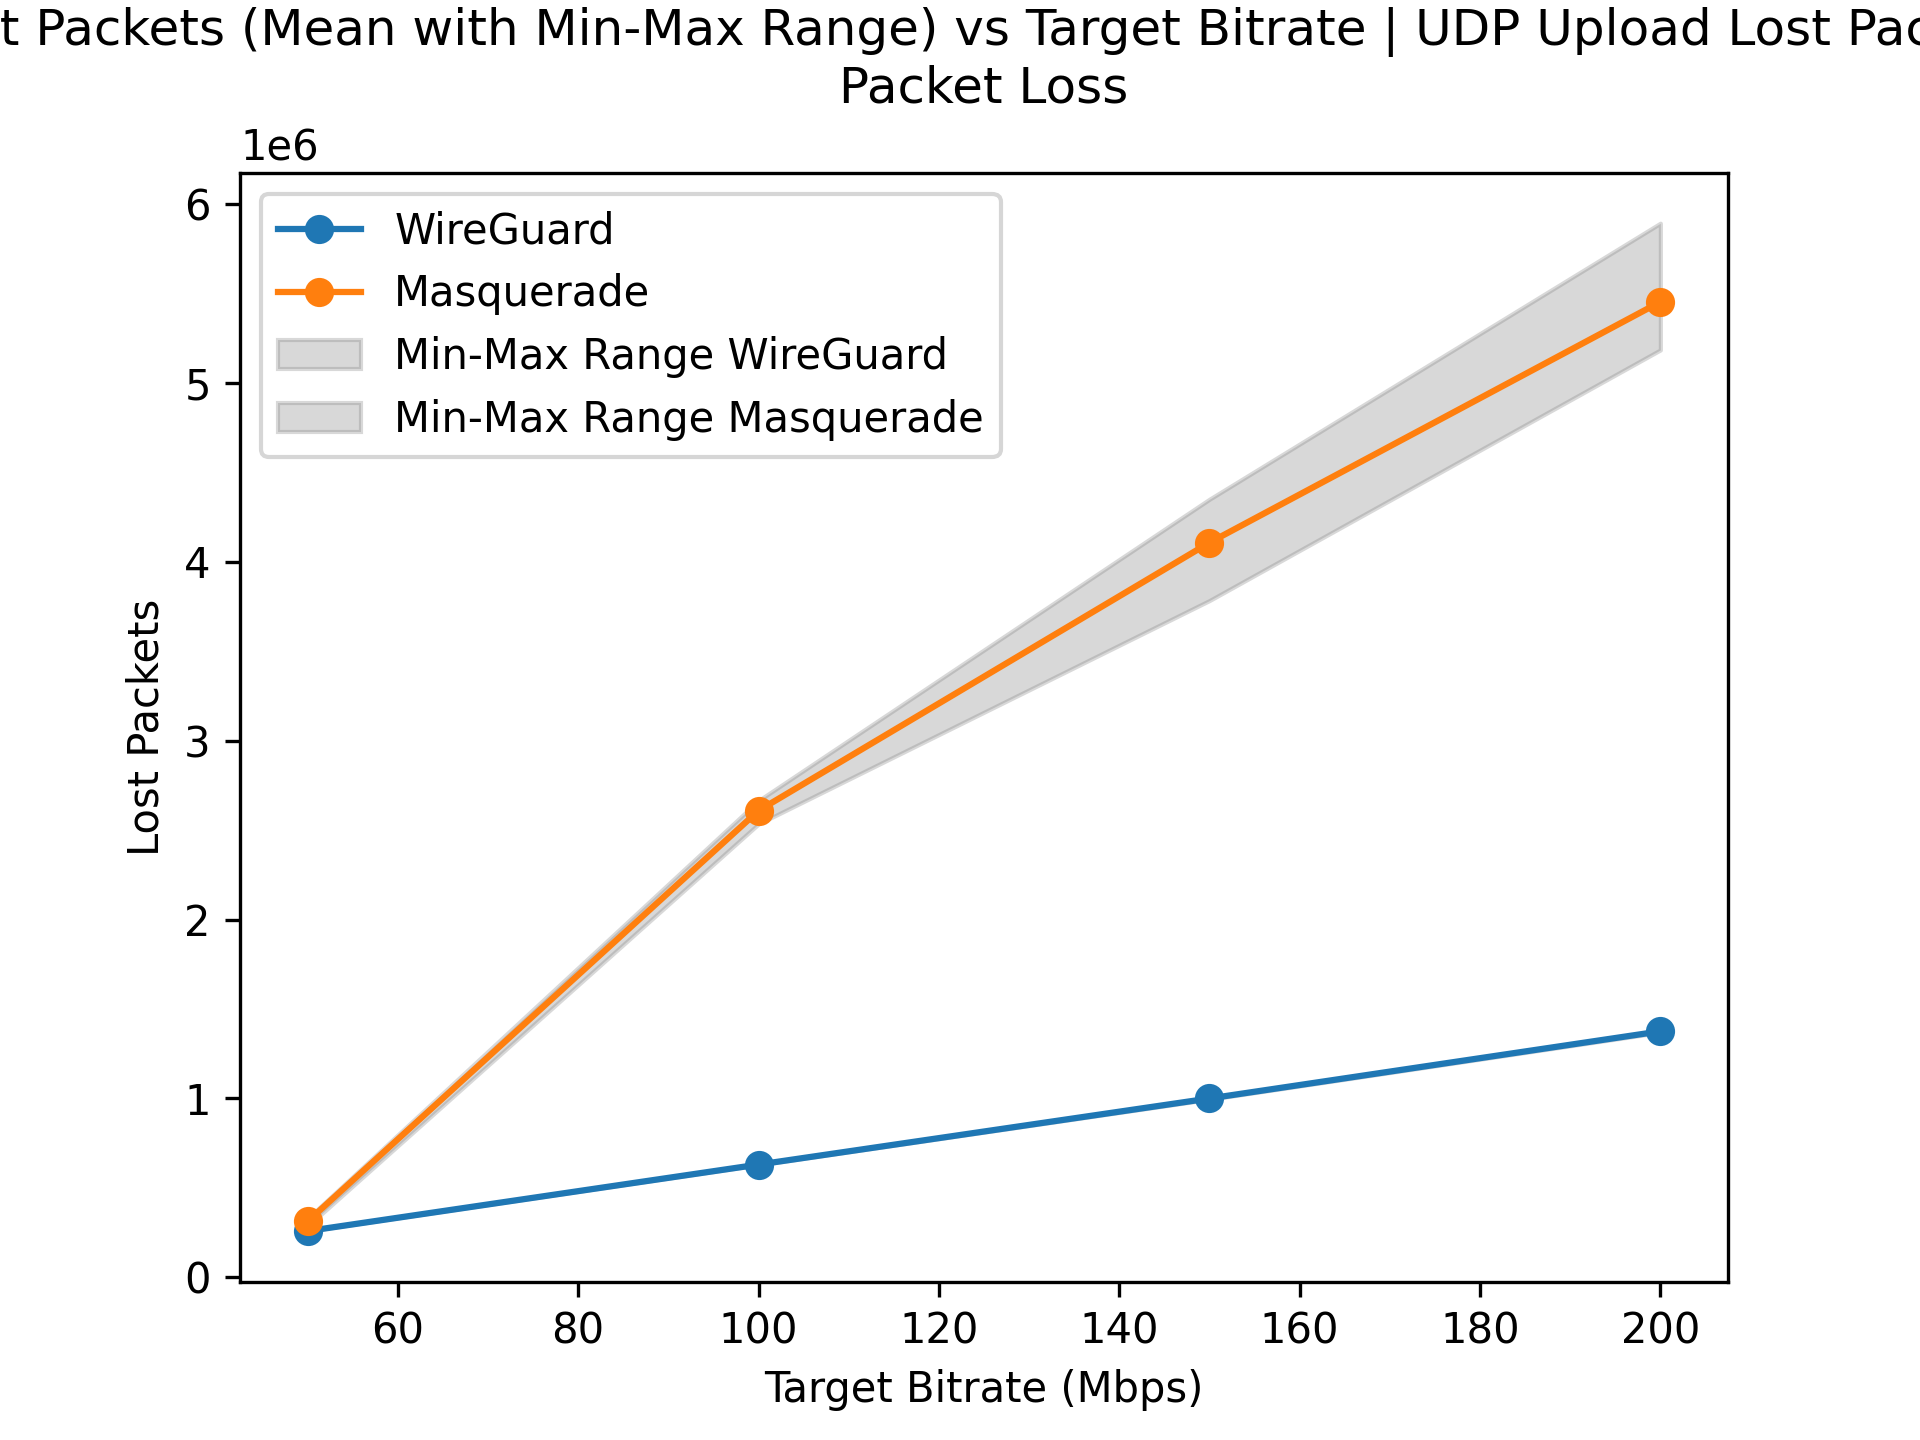 t Packets (Mean with Min-Max Range) vs Target Bitrate | UDP Upload Lost Pac
Packet Loss
1e6
6
5
4
3
2
1
0
Lost Packets
WireGuard
Masquerade
Min-Max Range WireGuard
Min-Max Range Masquerade
60 80 100 120 140 160 180 200
Target Bitrate (Mbps)